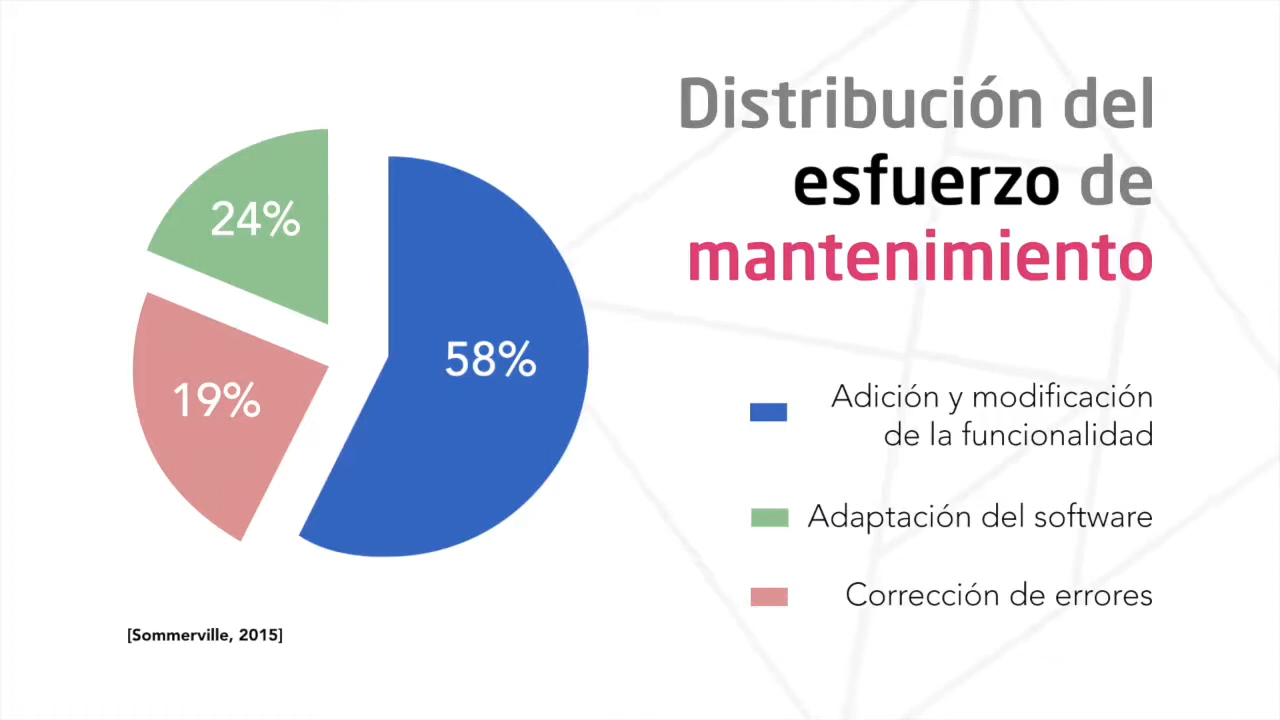 Distribución del
esfuerzo de
mantenimiento
24%
58%
19%
Adición y modificación
de la funcionalidad
Adaptación del software
Corrección de errores
[Sommerville, 2015]